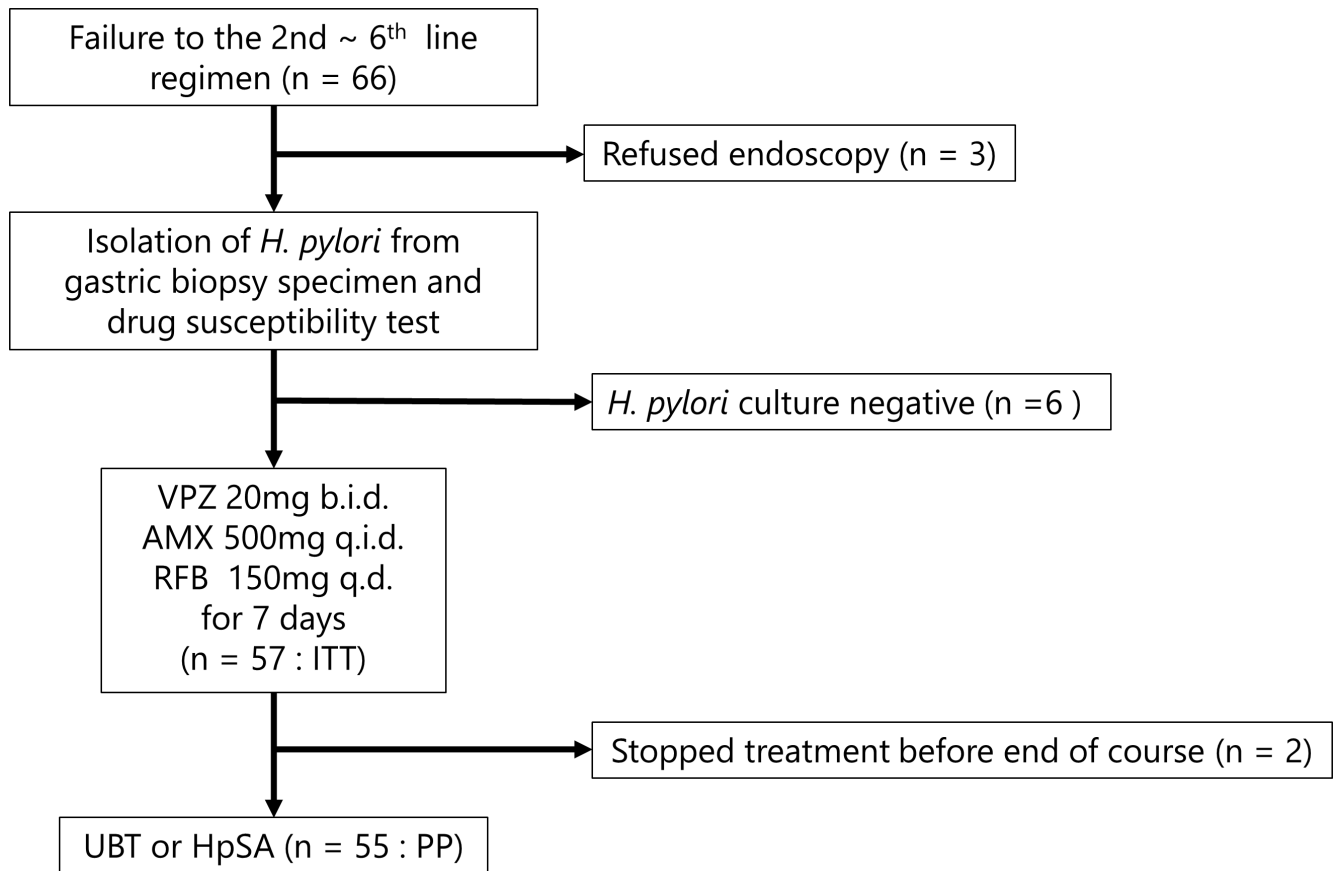 Failure to the 2nd ~ 6th line
regimen (n = 66)
Refused endoscopy (n = 3)
Isolation of H. pylori from
gastric biopsy specimen and
drug susceptibility test
H. pylori culture negative (n =6 )
VPZ 20mg b.i.d.
AMX 500mg q.i.d.
RFB 150mg q.d.
for 7 days
(n = 57 : ITT)
Stopped treatment before end of course (n = 2)
UBT or HpSA (n = 55 : PP)